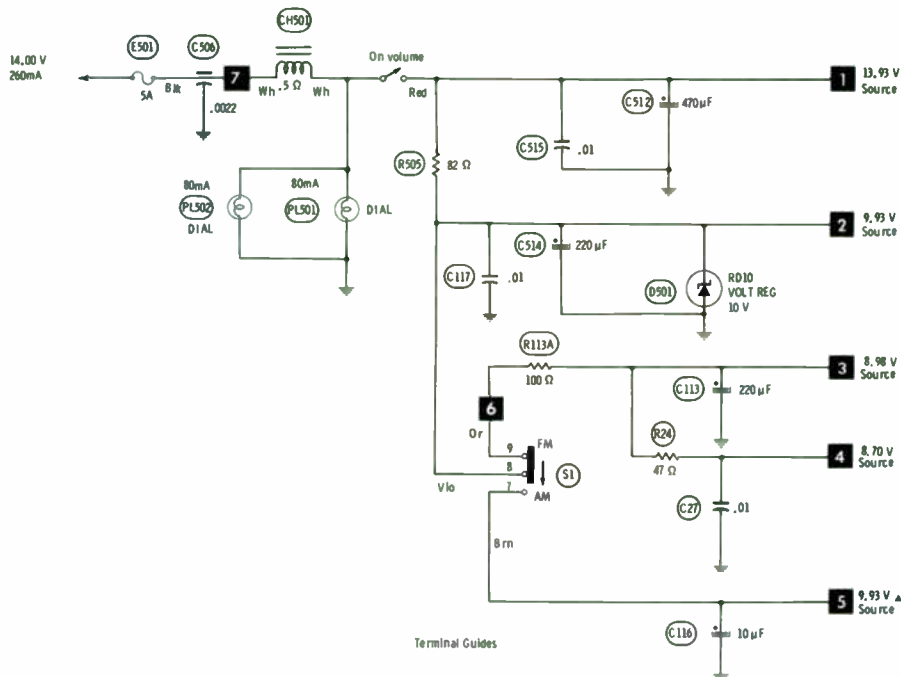 CH501
E501
C506
14.00 V
260mA
7
On volume
5A
Blk
.0022
Wh
.5 Ω
Wh
Red
1
13.93 V
Source
C512
470µF
C515
.01
R505
82 Ω
80mA
PL502
DIAL
80mA
PL501
DIAL
2
9.93 V
Source
C514
220µF
C117
.01
D501
RD10
VOLT REG
10 V
R113A
100 Ω
3
8.98 V
Source
C113
220µF
6
Or
R24
47 Ω
4
8.70 V
Source
9
FM
8
S1
Vio
7
AM
C27
.01
Brn
5
9.93 V ▲
Source
C116
10µF
Terminal Guides